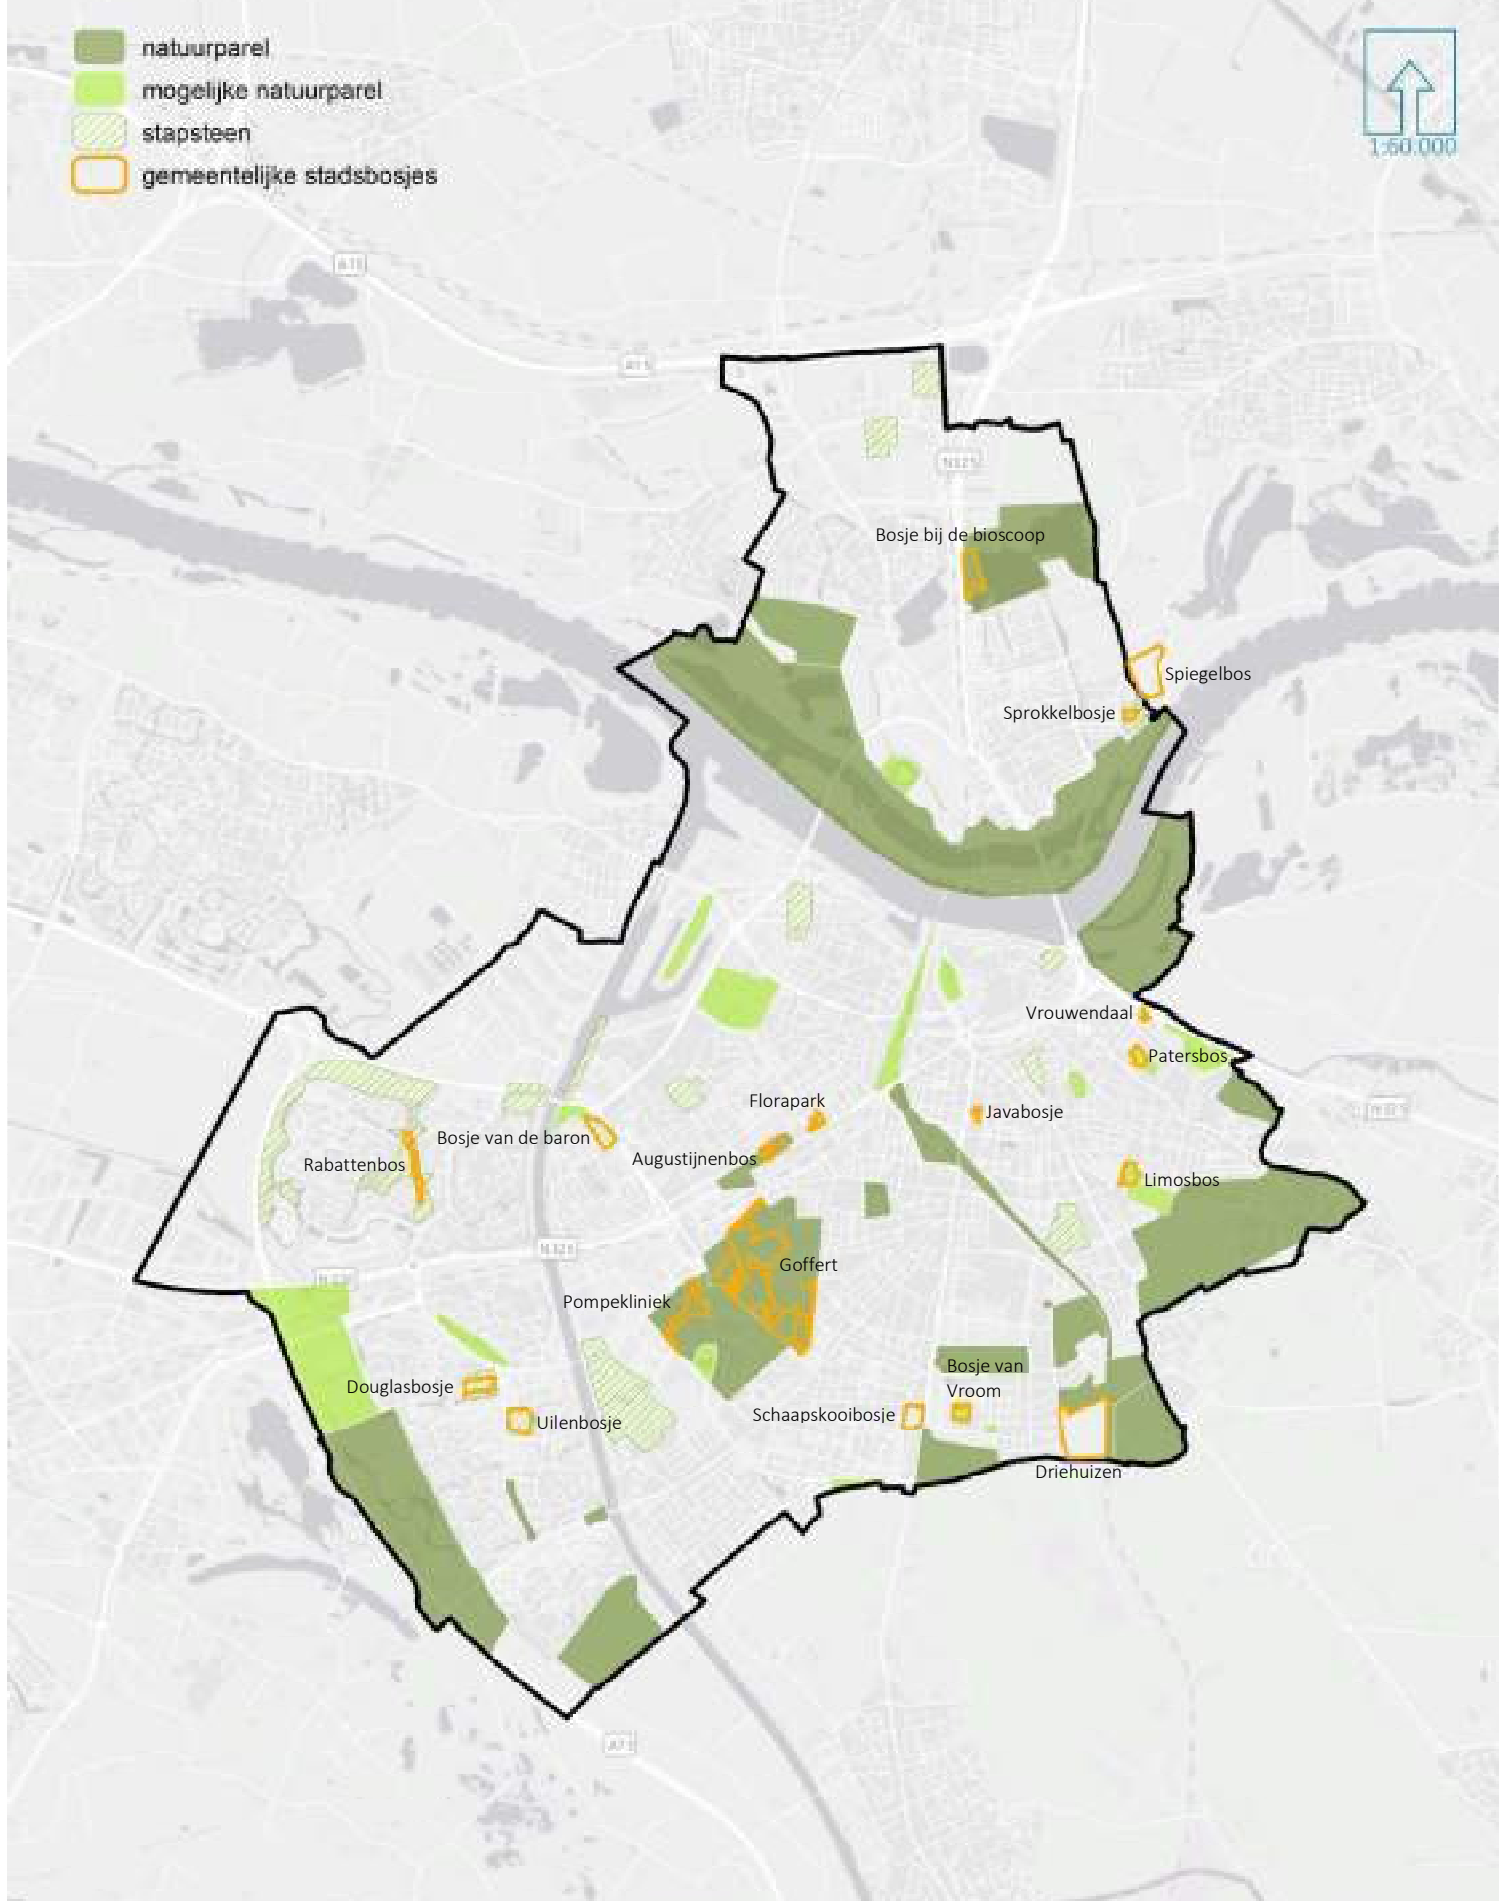 natuurparel
mogelijke natuurparel
stapsteen
gemeentelijke stadsbosjes
1:60.000
A15
A15
N325
Bosje bij de bioscoop
Spiegelbos
Sprokkelbosje
Vrouwendaal
Patersbos
Florapark
Javabosje
Bosje van de baron
Augustijnenbos
Rabattenbos
Limosbos
N326
Goffert
Pompekliniek
Bosje van
Vroom
Douglasbosje
Schaapskooibosje
Uilenbosje
Driehuizen
A73